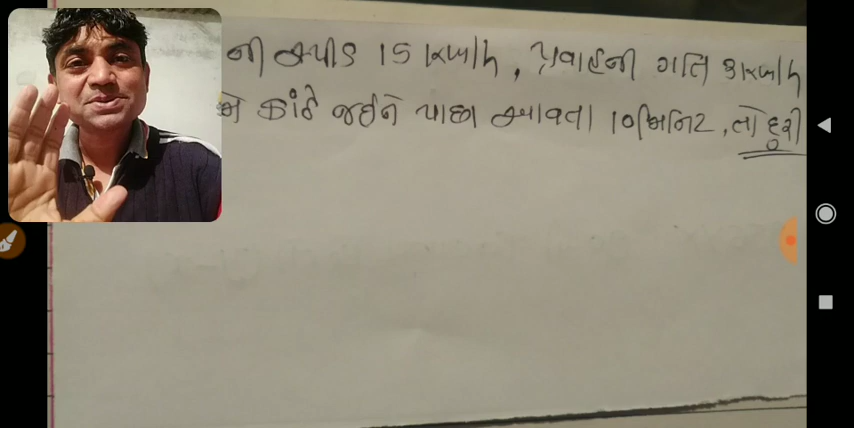 ની સ્પીડ 15 કિમી/h, પ્રવાહની ગતિ 3 કિમી/h
કાંઠે જઈને પાછા આવતા 10 મિનિટ, તો દુરી